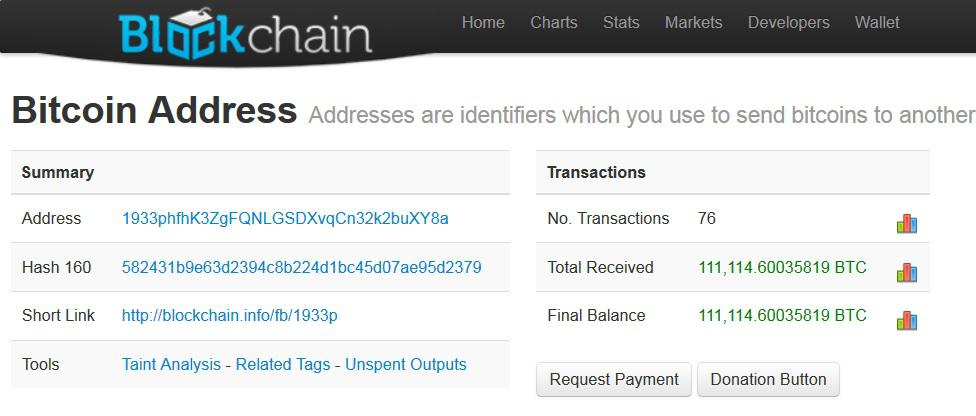 Blockchain
Home Charts Stats Markets Developers Wallet
Bitcoin Address Addresses are identifiers which you use to send bitcoins to another
Summary
Address 1933phfhK3ZgFQNLGSDXvqCn32k2buXY8a
Hash 160 582431b9e63d2394c8b224d1bc45d07ae95d2379
Short Link http://blockchain.info/fb/1933p
Tools Taint Analysis - Related Tags - Unspent Outputs
Transactions
No. Transactions 76
Total Received 111,114.60035819 BTC
Final Balance 111,114.60035819 BTC
Request Payment Donation Button